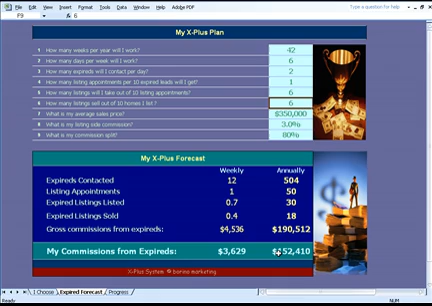 File Edit View Insert Format Tools Data Window Help Adobe PDF
Type a question for help
F9 fx 6
My X-Plus Plan
1 How many weeks per year will I work? 42
2 How many days per week will I work? 6
3 How many expireds will I contact per day? 2
4 How many listing appointments per 10 expired leads will I get? 1
5 How many listings will I take out of 10 listing appointments? 6
6 How many listings sell out of 10 homes I list? 6
7 What is my average sales price? $350,000
8 What is my listing side commission? 3.0%
9 What is my commission split? 80%
My X-Plus Forecast
Weekly Annually
Expireds Contacted 12 504
Listing Appointments 1 50
Expired Listings Listed 0.7 30
Expired Listings Sold 0.4 18
Gross commissions from expireds: $4,536 $190,512
My Commissions from Expireds: $3,629 $152,410
X-Plus System © borino marketing
I Choose Expired Forecast Progress
Ready NUM